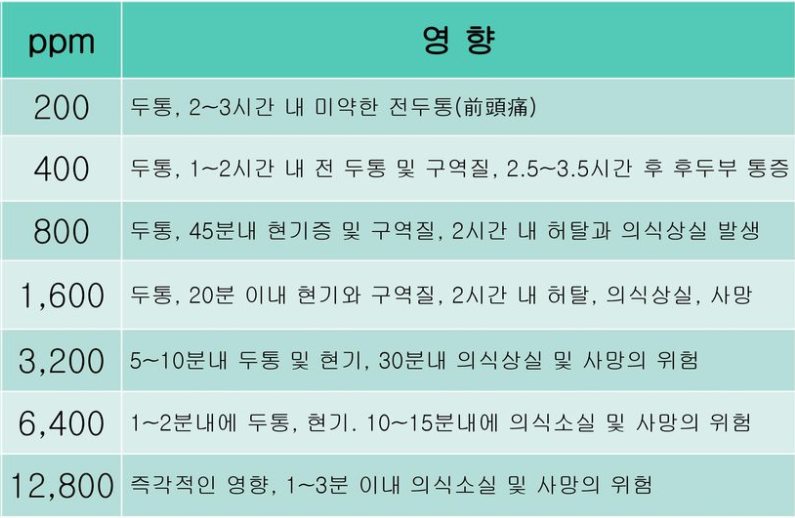 ppm 영 향
200 두통, 2~3시간 내 미약한 전두통(前頭痛)
400 두통, 1~2시간 내 전 두통 및 구역질, 2.5~3.5시간 후 후두부 통증
800 두통, 45분내 현기증 및 구역질, 2시간 내 허탈과 의식상실 발생
1,600 두통, 20분 이내 현기와 구역질, 2시간 내 허탈, 의식상실, 사망
3,200 5~10분내 두통 및 현기, 30분내 의식상실 및 사망의 위험
6,400 1~2분내에 두통, 현기. 10~15분내에 의식소실 및 사망의 위험
12,800 즉각적인 영향, 1~3분 이내 의식소실 및 사망의 위험